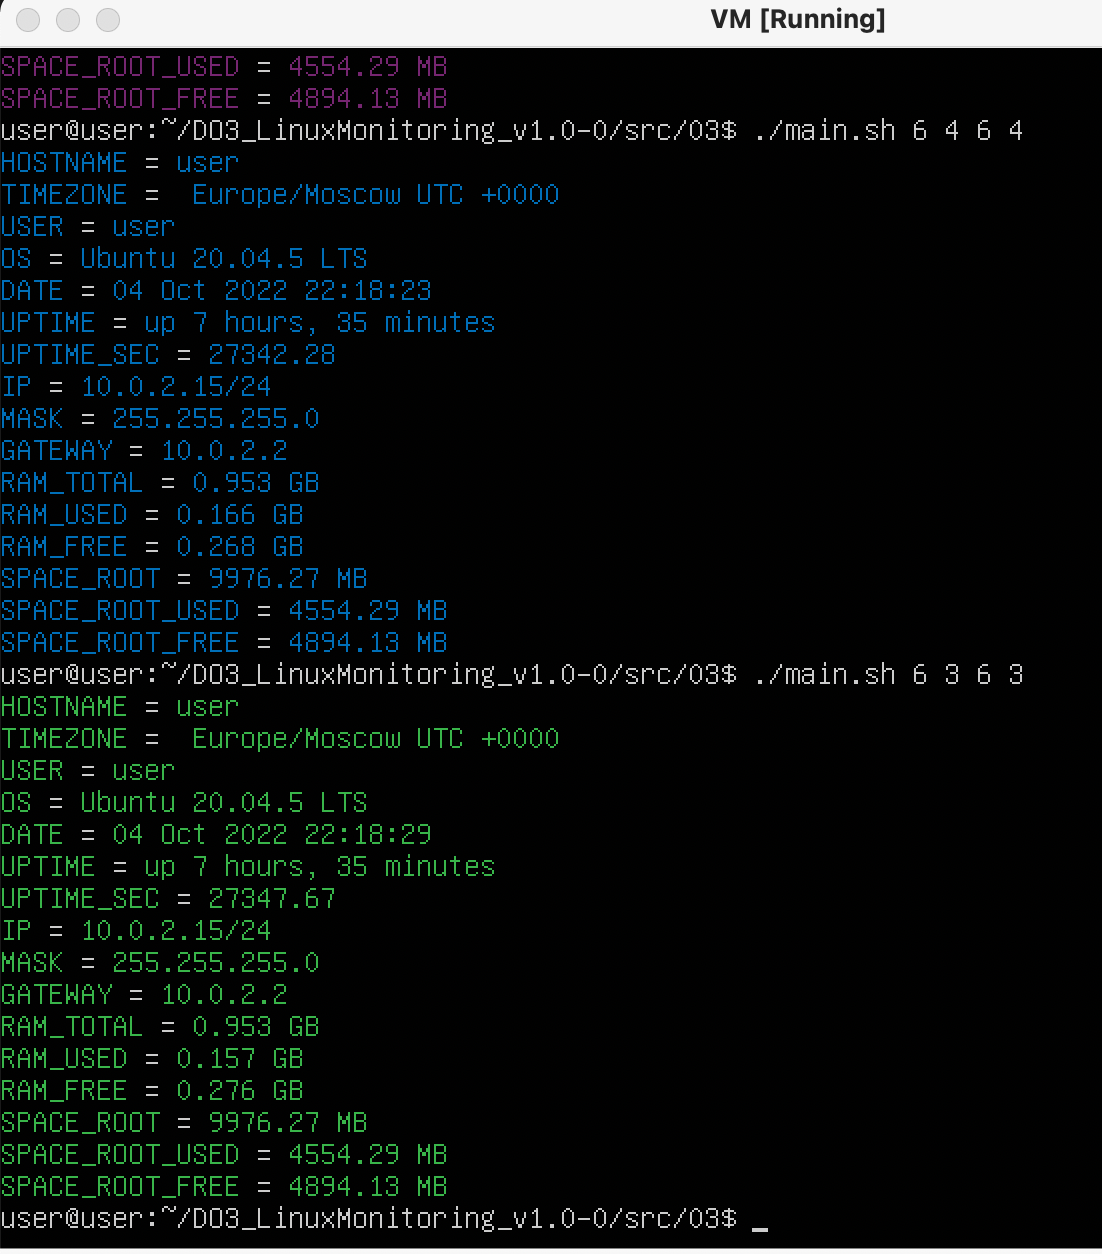 VM [Running]
SPACE_ROOT_USED = 4554.29 MB
SPACE_ROOT_FREE = 4894.13 MB
user@user:~/DO3_LinuxMonitoring_v1.0-0/src/03$ ./main.sh 6 4 6 4
HOSTNAME = user
TIMEZONE =  Europe/Moscow UTC +0000
USER = user
OS = Ubuntu 20.04.5 LTS
DATE = 04 Oct 2022 22:18:23
UPTIME = up 7 hours, 35 minutes
UPTIME_SEC = 27342.28
IP = 10.0.2.15/24
MASK = 255.255.255.0
GATEWAY = 10.0.2.2
RAM_TOTAL = 0.953 GB
RAM_USED = 0.166 GB
RAM_FREE = 0.268 GB
SPACE_ROOT = 9976.27 MB
SPACE_ROOT_USED = 4554.29 MB
SPACE_ROOT_FREE = 4894.13 MB
user@user:~/DO3_LinuxMonitoring_v1.0-0/src/03$ ./main.sh 6 3 6 3
HOSTNAME = user
TIMEZONE =  Europe/Moscow UTC +0000
USER = user
OS = Ubuntu 20.04.5 LTS
DATE = 04 Oct 2022 22:18:29
UPTIME = up 7 hours, 35 minutes
UPTIME_SEC = 27347.67
IP = 10.0.2.15/24
MASK = 255.255.255.0
GATEWAY = 10.0.2.2
RAM_TOTAL = 0.953 GB
RAM_USED = 0.157 GB
RAM_FREE = 0.276 GB
SPACE_ROOT = 9976.27 MB
SPACE_ROOT_USED = 4554.29 MB
SPACE_ROOT_FREE = 4894.13 MB
user@user:~/DO3_LinuxMonitoring_v1.0-0/src/03$ _